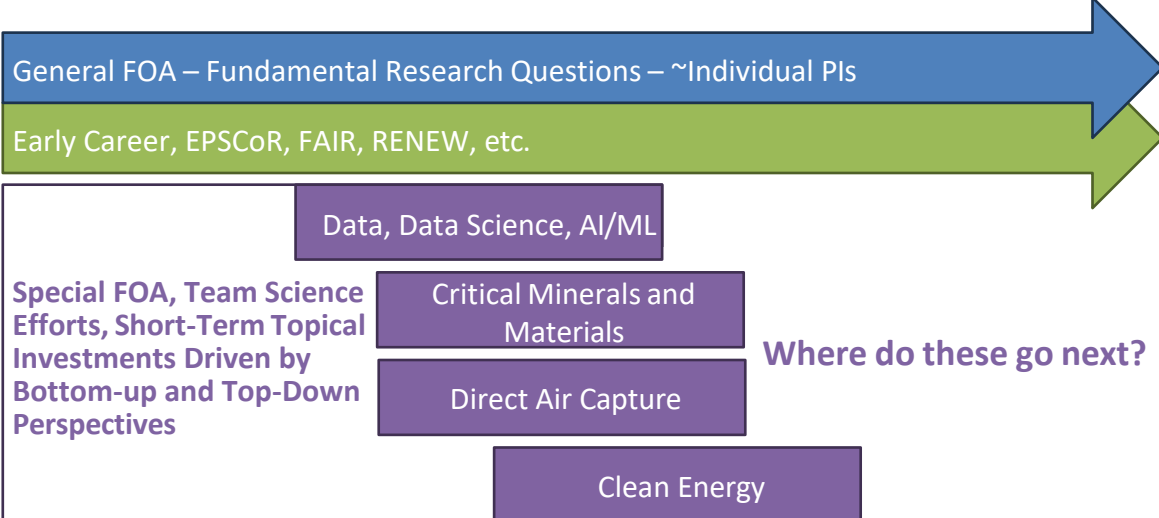 General FOA – Fundamental Research Questions – ~Individual PIs
Early Career, EPSCoR, FAIR, RENEW, etc.
Data, Data Science, AI/ML
Special FOA, Team Science
Efforts, Short-Term Topical
Investments Driven by
Bottom-up and Top-Down
Perspectives
Critical Minerals and
Materials
Direct Air Capture
Where do these go next?
Clean Energy